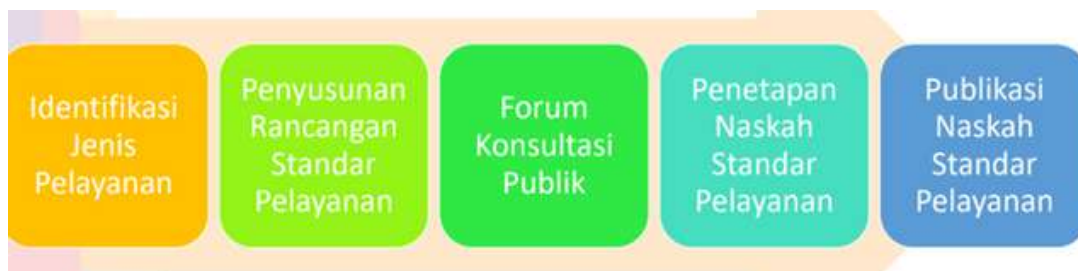 Identifikasi
Jenis
Pelayanan
Penyusunan
Rancangan
Standar
Pelayanan
Forum
Konsultasi
Publik
Penetapan
Naskah
Standar
Pelayanan
Publikasi
Naskah
Standar
Pelayanan